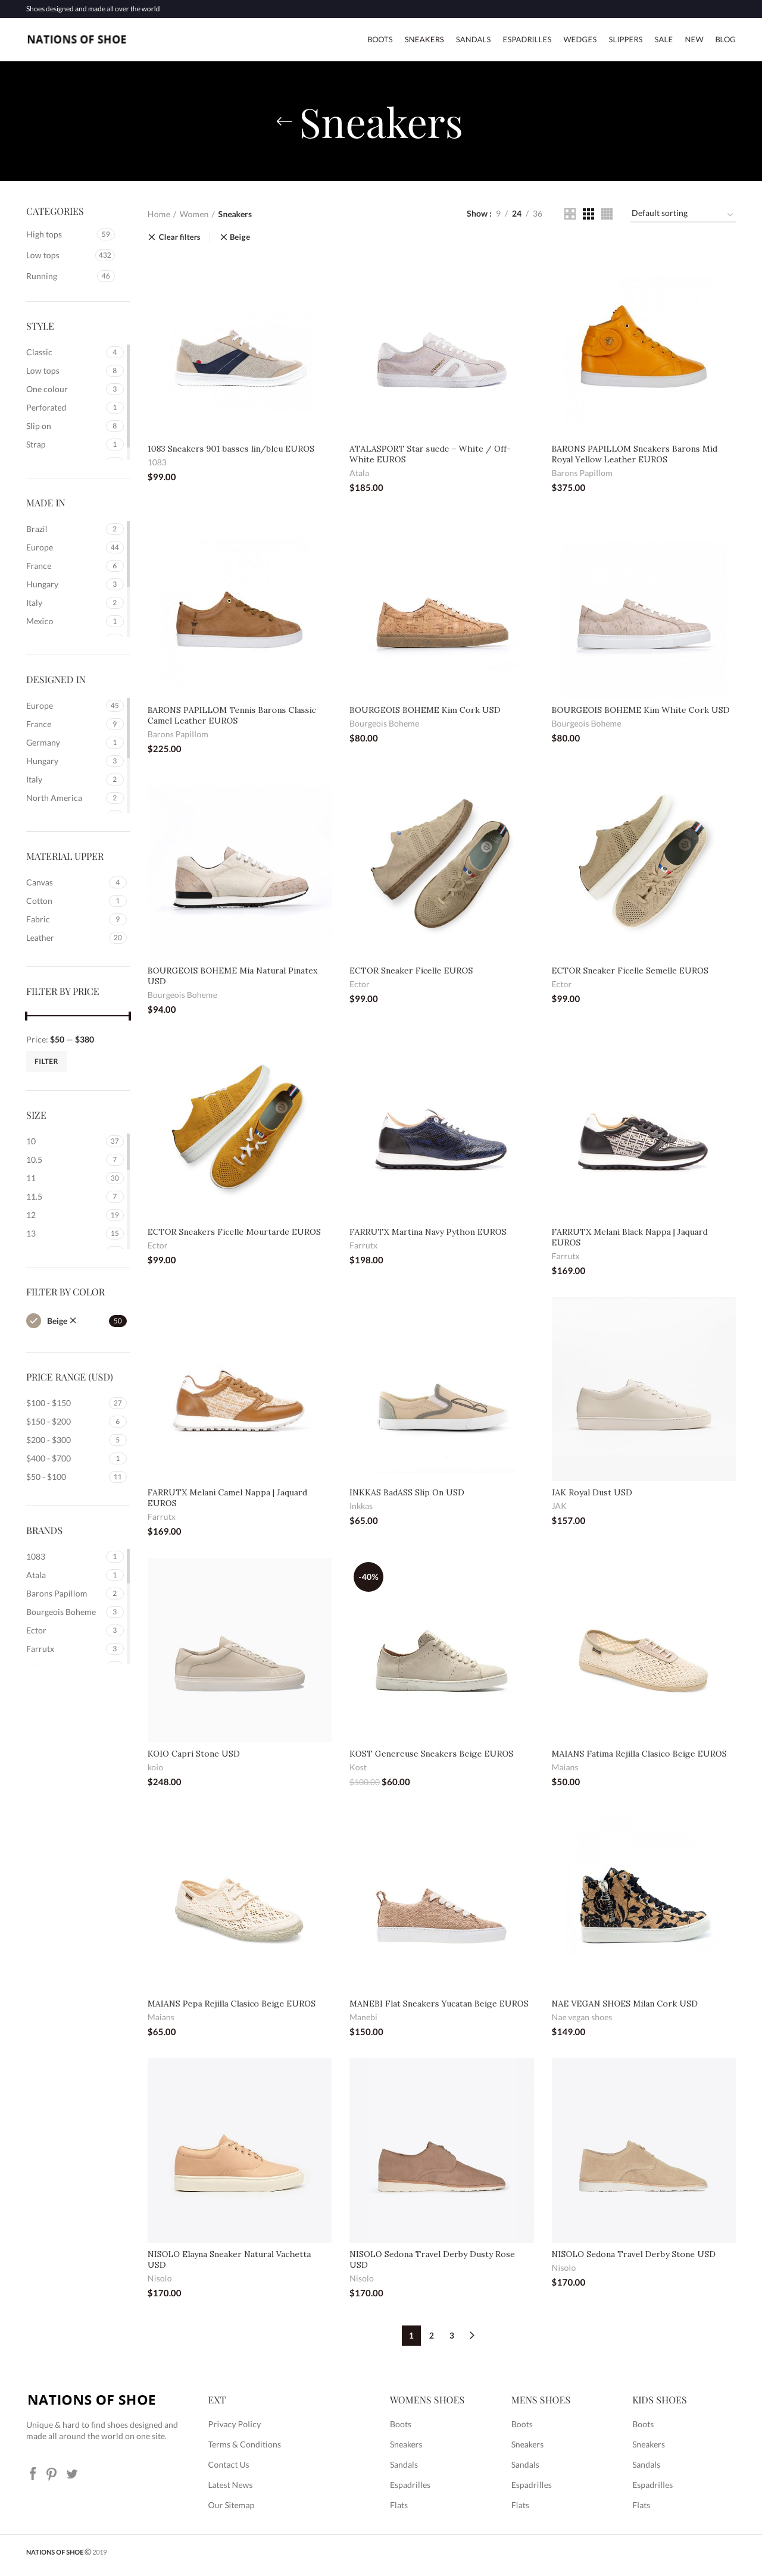 Shoes designed and made all over the world
NATIONS OF SHOE
BOOTS SNEAKERS SANDALS ESPADRILLES WEDGES SLIPPERS SALE NEW BLOG
Sneakers
CATEGORIES
High tops 59
Low tops 432
Running 46
STYLE
Classic 4
Low tops 8
One colour 3
Perforated 1
Slip on 8
Strap 1
MADE IN
Brazil 2
Europe 44
France 6
Hungary 3
Italy 2
Mexico 1
DESIGNED IN
Europe 45
France 9
Germany 1
Hungary 3
Italy 2
North America 2
MATERIAL UPPER
Canvas 4
Cotton 1
Fabric 9
Leather 20
FILTER BY PRICE
Price: $50 — $380
FILTER
SIZE
10 37
10.5 7
11 30
11.5 7
12 19
13 15
FILTER BY COLOR
Beige 50
PRICE RANGE (USD)
$100 - $150 27
$150 - $200 6
$200 - $300 5
$400 - $700 1
$50 - $100 11
BRANDS
1083 1
Atala 1
Barons Papillom 2
Bourgeois Boheme 3
Ector 3
Farrutx 3
Home / Women / Sneakers
Show : 9 / 24 / 36
Default sorting
Clear filters
Beige
1083 Sneakers 901 basses lin/bleu EUROS
1083
$99.00
ATALASPORT Star suede – White / Off-
White EUROS
Atala
$185.00
BARONS PAPILLOM Sneakers Barons Mid
Royal Yellow Leather EUROS
Barons Papillom
$375.00
BARONS PAPILLOM Tennis Barons Classic
Camel Leather EUROS
Barons Papillom
$225.00
BOURGEOIS BOHEME Kim Cork USD
Bourgeois Boheme
$80.00
BOURGEOIS BOHEME Kim White Cork USD
Bourgeois Boheme
$80.00
BOURGEOIS BOHEME Mia Natural Pinatex
USD
Bourgeois Boheme
$94.00
ECTOR Sneaker Ficelle EUROS
Ector
$99.00
ECTOR Sneaker Ficelle Semelle EUROS
Ector
$99.00
ECTOR Sneakers Ficelle Mourtarde EUROS
Ector
$99.00
FARRUTX Martina Navy Python EUROS
Farrutx
$198.00
FARRUTX Melani Black Nappa | Jaquard
EUROS
Farrutx
$169.00
FARRUTX Melani Camel Nappa | Jaquard
EUROS
Farrutx
$169.00
INKKAS BadASS Slip On USD
Inkkas
$65.00
JAK Royal Dust USD
JAK
$157.00
KOIO Capri Stone USD
koio
$248.00
-40%
KOST Genereuse Sneakers Beige EUROS
Kost
$100.00 $60.00
MAIANS Fatima Rejilla Clasico Beige EUROS
Maians
$50.00
MAIANS Pepa Rejilla Clasico Beige EUROS
Maians
$65.00
MANEBI Flat Sneakers Yucatan Beige EUROS
Manebi
$150.00
NAE VEGAN SHOES Milan Cork USD
Nae vegan shoes
$149.00
NISOLO Elayna Sneaker Natural Vachetta
USD
Nisolo
$170.00
NISOLO Sedona Travel Derby Dusty Rose
USD
Nisolo
$170.00
NISOLO Sedona Travel Derby Stone USD
Nisolo
$170.00
1 2 3
NATIONS OF SHOE
Unique & hard to find shoes designed and
made all around the world on one site.
EXT
Privacy Policy
Terms & Conditions
Contact Us
Latest News
Our Sitemap
WOMENS SHOES
Boots
Sneakers
Sandals
Espadrilles
Flats
MENS SHOES
Boots
Sneakers
Sandals
Espadrilles
Flats
KIDS SHOES
Boots
Sneakers
Sandals
Espadrilles
Flats
NATIONS OF SHOE © 2019